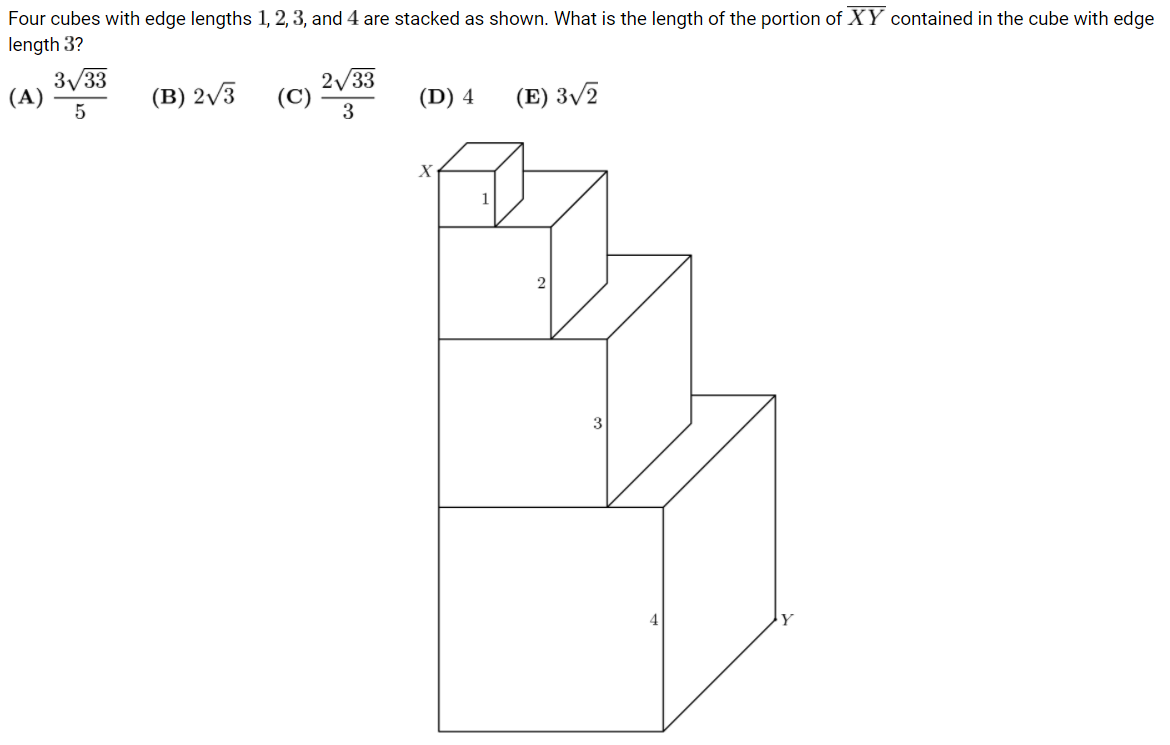 Four cubes with edge lengths $1, 2, 3$, and $4$ are stacked as shown. What is the length of the portion of $\overline{XY}$ contained in the cube with edge
length $3$?
(A) $\frac{3\sqrt{33}}{5}$ (B) $2\sqrt{3}$ (C) $\frac{2\sqrt{33}}{3}$ (D) $4$ (E) $3\sqrt{2}$
X
1
2
3
4
Y